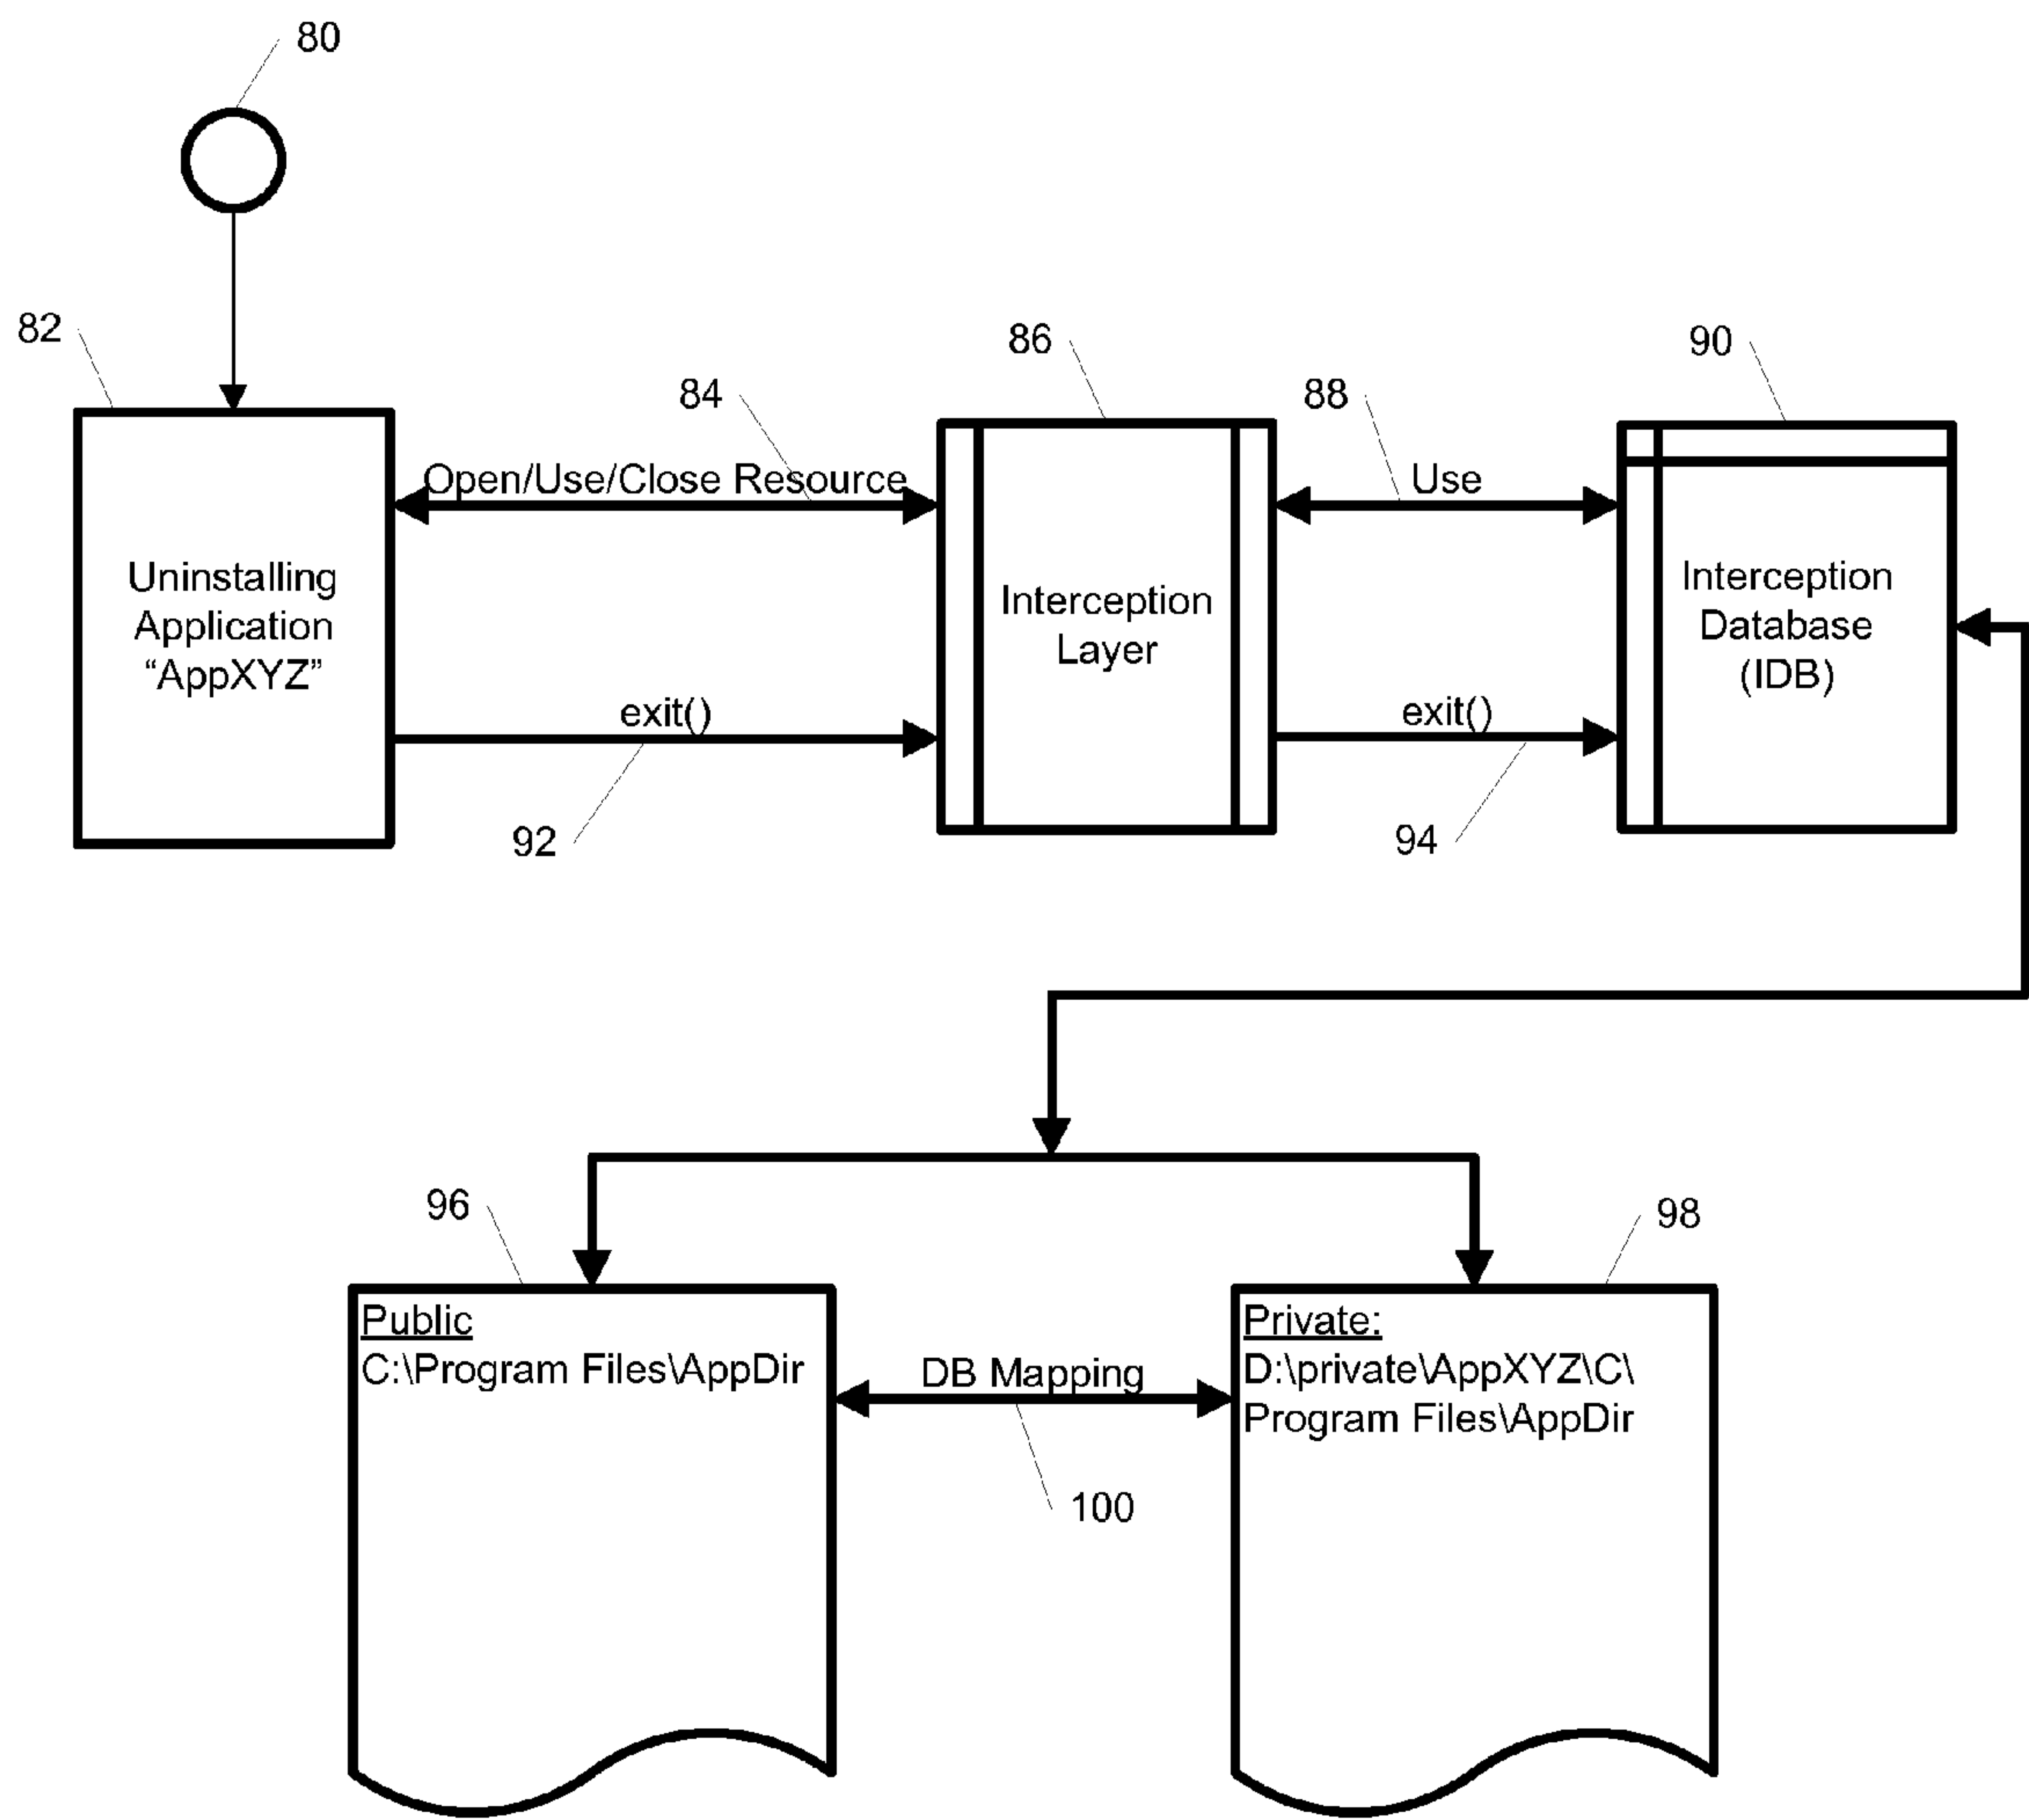 80
82
86
90
84
88
Open/Use/Close Resource
Use
Uninstalling
Application
“AppXYZ”
Interception
Layer
Interception
Database
(IDB)
exit()
exit()
92
94
96
98
Public
C:\Program Files\AppDir
DB Mapping
Private:
D:\private\AppXYZ\C\
Program Files\AppDir
100